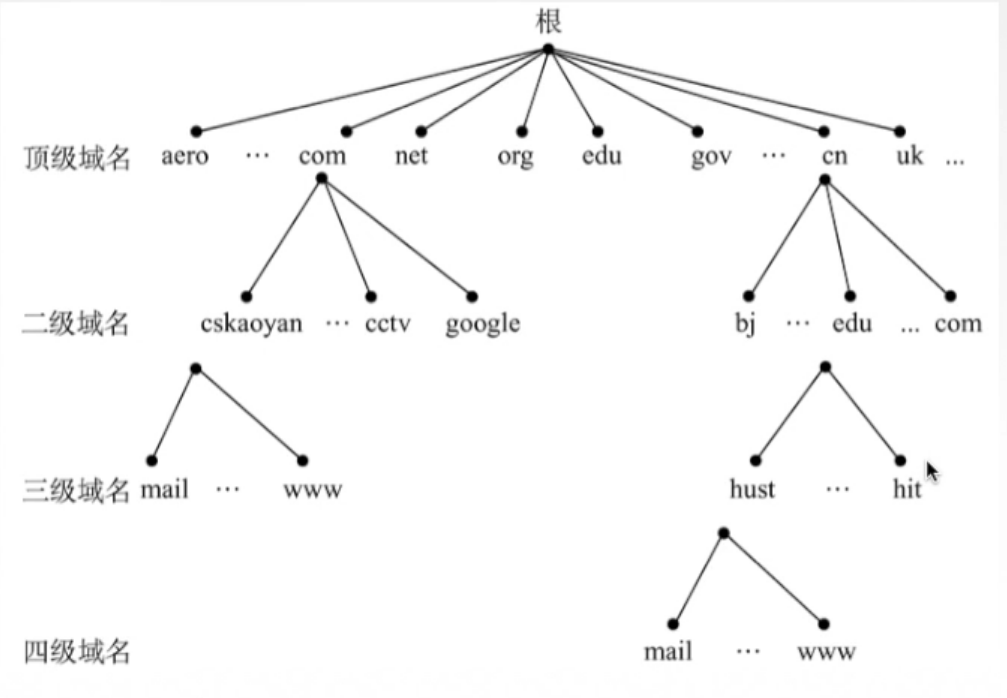 根
顶级域名 aero ··· com net org edu gov ··· cn uk ...
二级域名 cskaoyan ··· cctv google bj ··· edu ... com
三级域名 mail ··· www hust ··· hit
四级域名 mail ··· www